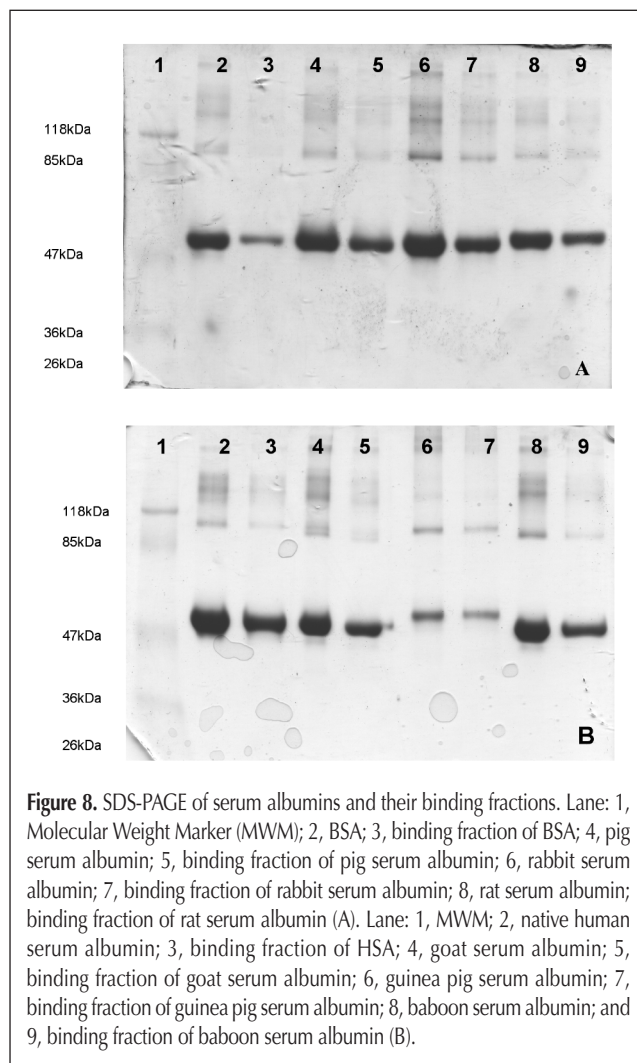 1 2 3 4 5 6 7 8 9
118kDa
85kDa
47kDa
36kDa
26kDa
A
1 2 3 4 5 6 7 8 9
118kDa
85kDa
47kDa
36kDa
26kDa
B
Figure 8. SDS-PAGE of serum albumins and their binding fractions. Lane: 1,
Molecular Weight Marker (MWM); 2, BSA; 3, binding fraction of BSA; 4, pig
serum albumin; 5, binding fraction of pig serum albumin; 6, rabbit serum
albumin; 7, binding fraction of rabbit serum albumin; 8, rat serum albumin;
binding fraction of rat serum albumin (A). Lane: 1, MWM; 2, native human
serum albumin; 3, binding fraction of HSA; 4, goat serum albumin; 5,
binding fraction of goat serum albumin; 6, guinea pig serum albumin; 7,
binding fraction of guinea pig serum albumin; 8, baboon serum albumin; and
9, binding fraction of baboon serum albumin (B).